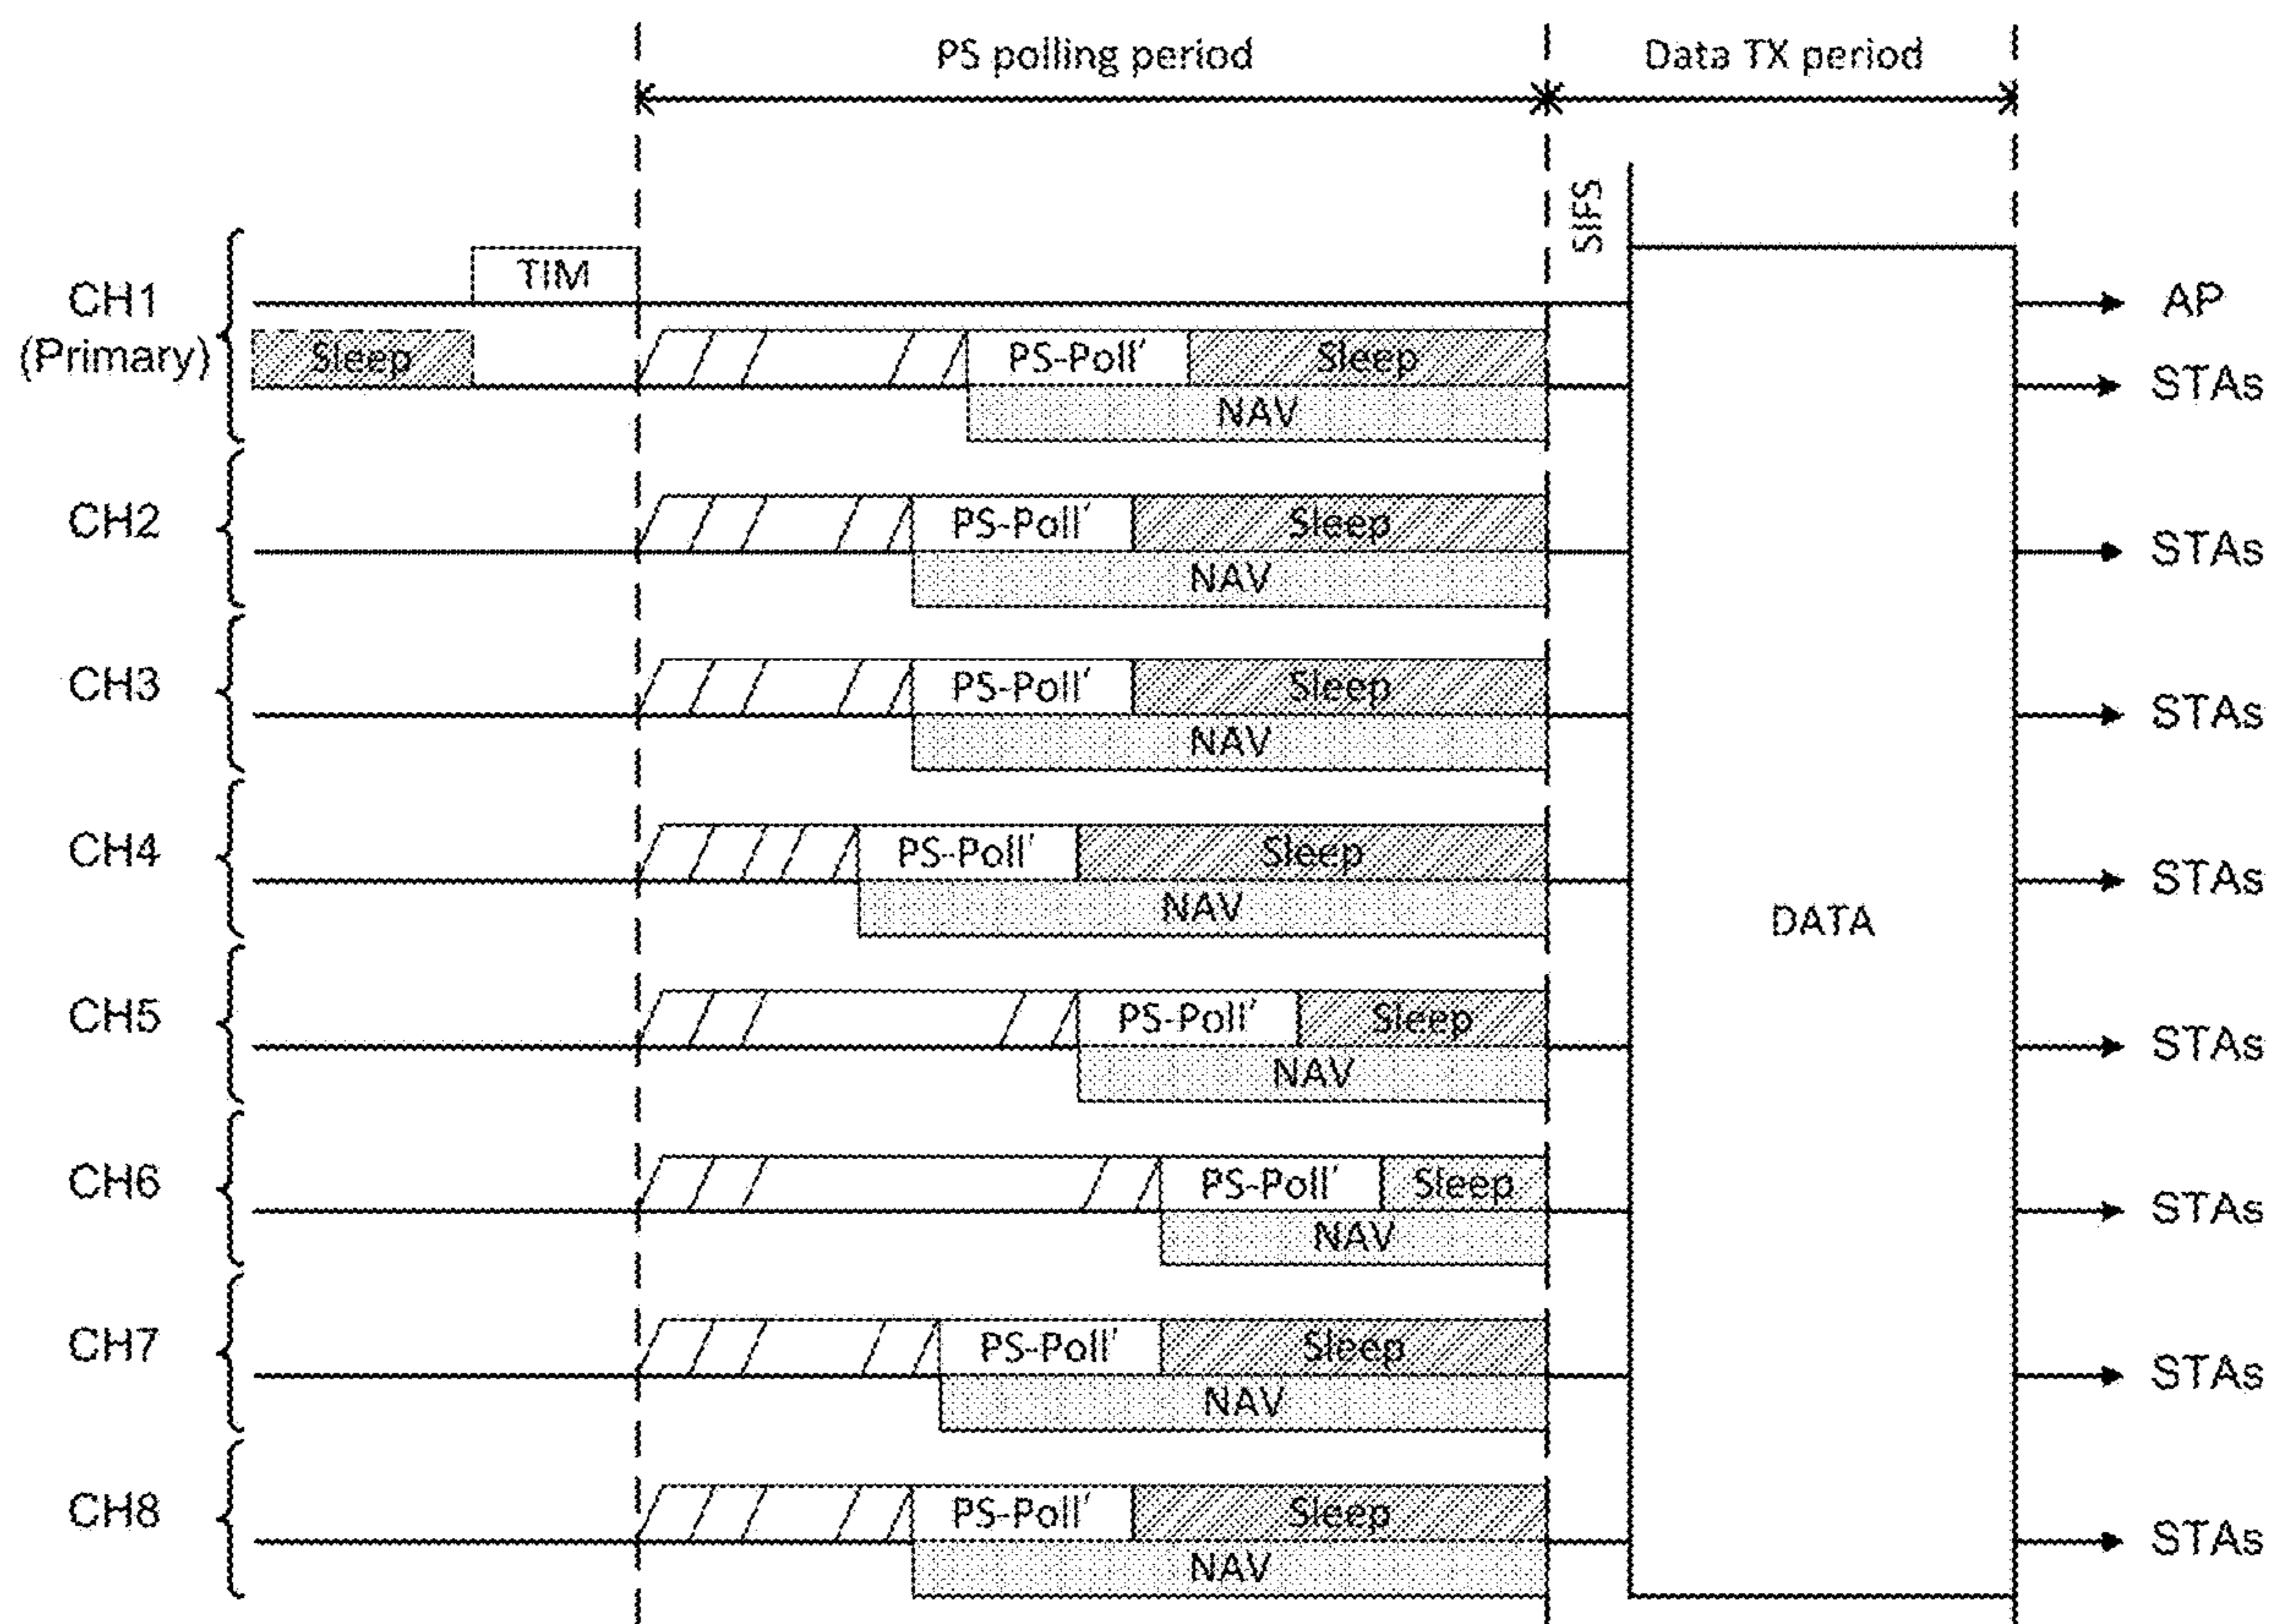 PS polling period
Data TX period
SIFS
CH1
(Primary)
TIM
AP
Sleep
PS-Poll'
Sleep
STAs
NAV
CH2
PS-Poll'
Sleep
STAs
NAV
CH3
PS-Poll'
Sleep
STAs
NAV
CH4
PS-Poll'
Sleep
STAs
NAV
DATA
CH5
PS-Poll'
Sleep
STAs
NAV
CH6
PS-Poll'
Sleep
STAs
NAV
CH7
PS-Poll'
Sleep
STAs
NAV
CH8
PS-Poll'
Sleep
STAs
NAV